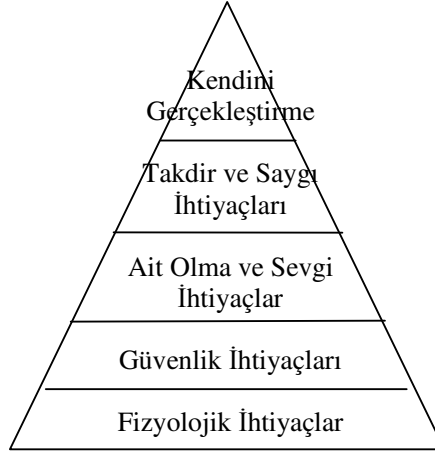 Kendini
Gerçekleştirme
Takdir ve Saygı
İhtiyaçları
Ait Olma ve Sevgi
İhtiyaçlar
Güvenlik İhtiyaçları
Fizyolojik İhtiyaçlar